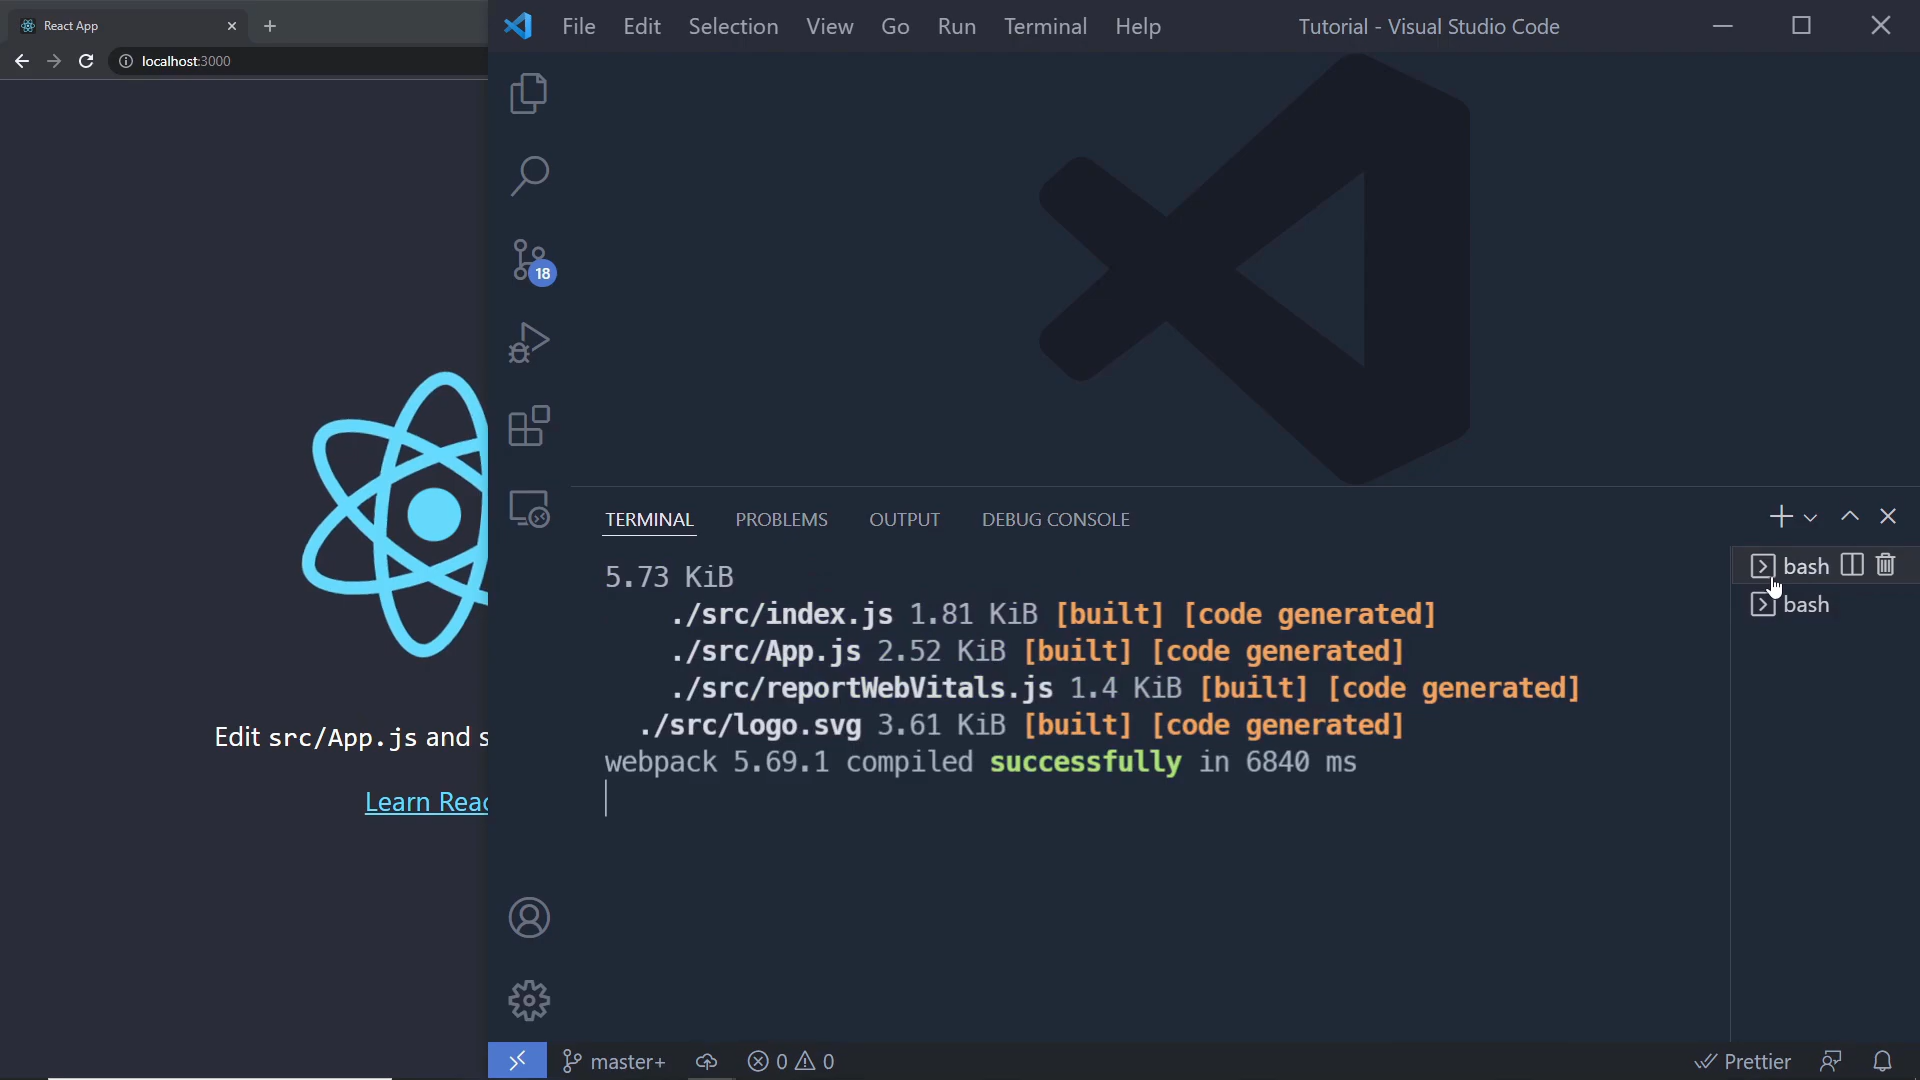 React App
localhost:3000
Edit src/App.js and s
Learn Reac
File Edit Selection View Go Run Terminal Help
Tutorial - Visual Studio Code
18
TERMINAL PROBLEMS OUTPUT DEBUG CONSOLE
5.73 KiB
./src/index.js 1.81 KiB [built] [code generated]
./src/App.js 2.52 KiB [built] [code generated]
./src/reportWebVitals.js 1.4 KiB [built] [code generated]
./src/logo.svg 3.61 KiB [built] [code generated]
webpack 5.69.1 compiled successfully in 6840 ms
bash
bash
master+ 0 0 Prettier